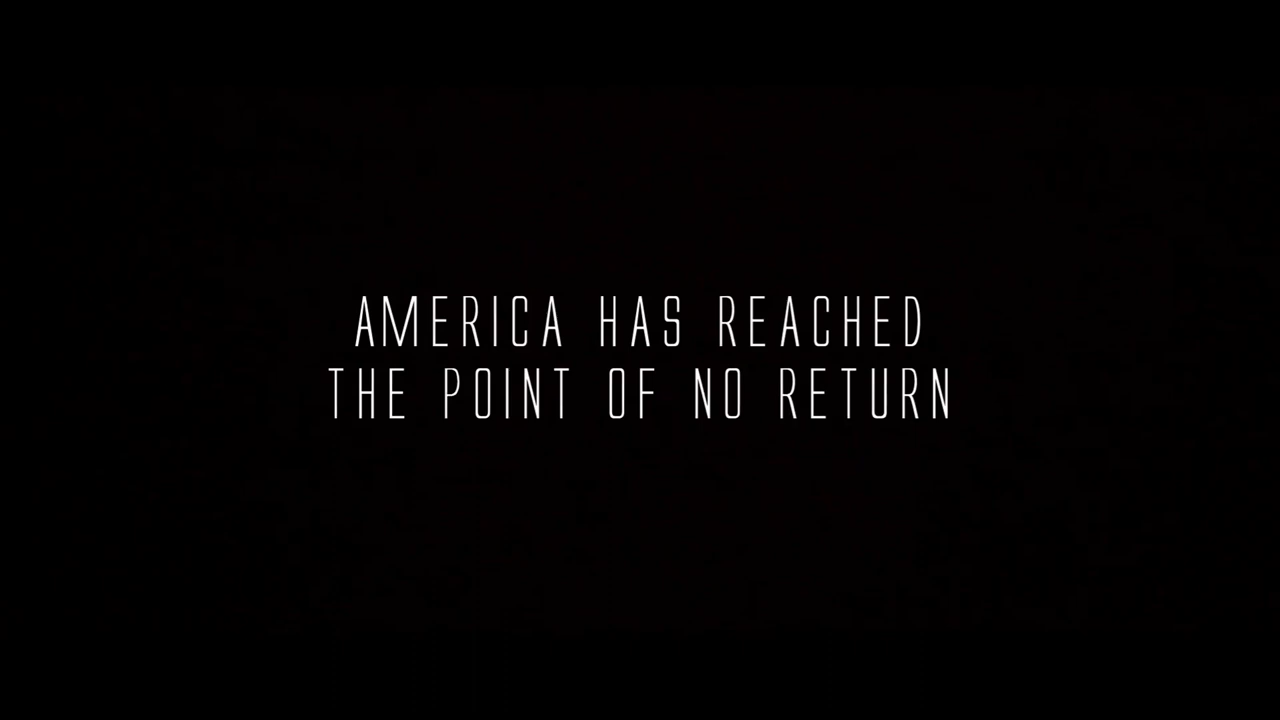 AMERICA HAS REACHED
THE POINT OF NO RETURN